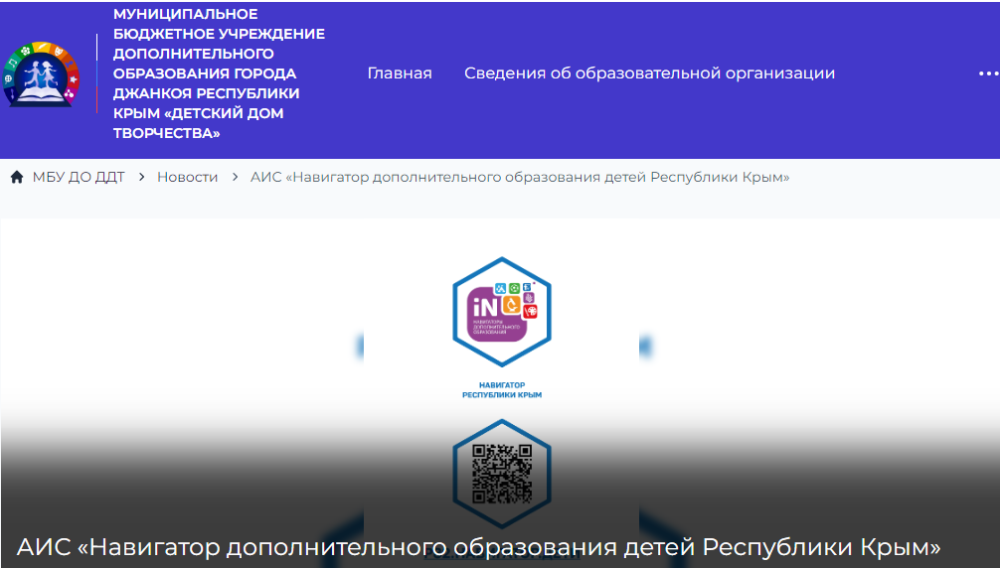 МУНИЦИПАЛЬНОЕ
БЮДЖЕТНОЕ УЧРЕЖДЕНИЕ
ДОПОЛНИТЕЛЬНОГО
ОБРАЗОВАНИЯ ГОРОДА
ДЖАНКОЯ РЕСПУБЛИКИ
КРЫМ «ДЕТСКИЙ ДОМ
ТВОРЧЕСТВА»
Главная
Сведения об образовательной организации
МБУ ДО ДДТ > Новости > АИС «Навигатор дополнительного образования детей Республики Крым»
iN
НАВИГАТОРЫ
ДОПОЛНИТЕЛЬНОГО
ОБРАЗОВАНИЯ
НАВИГАТОР
РЕСПУБЛИКИ КРЫМ
АИС «Навигатор дополнительного образования детей Республики Крым»